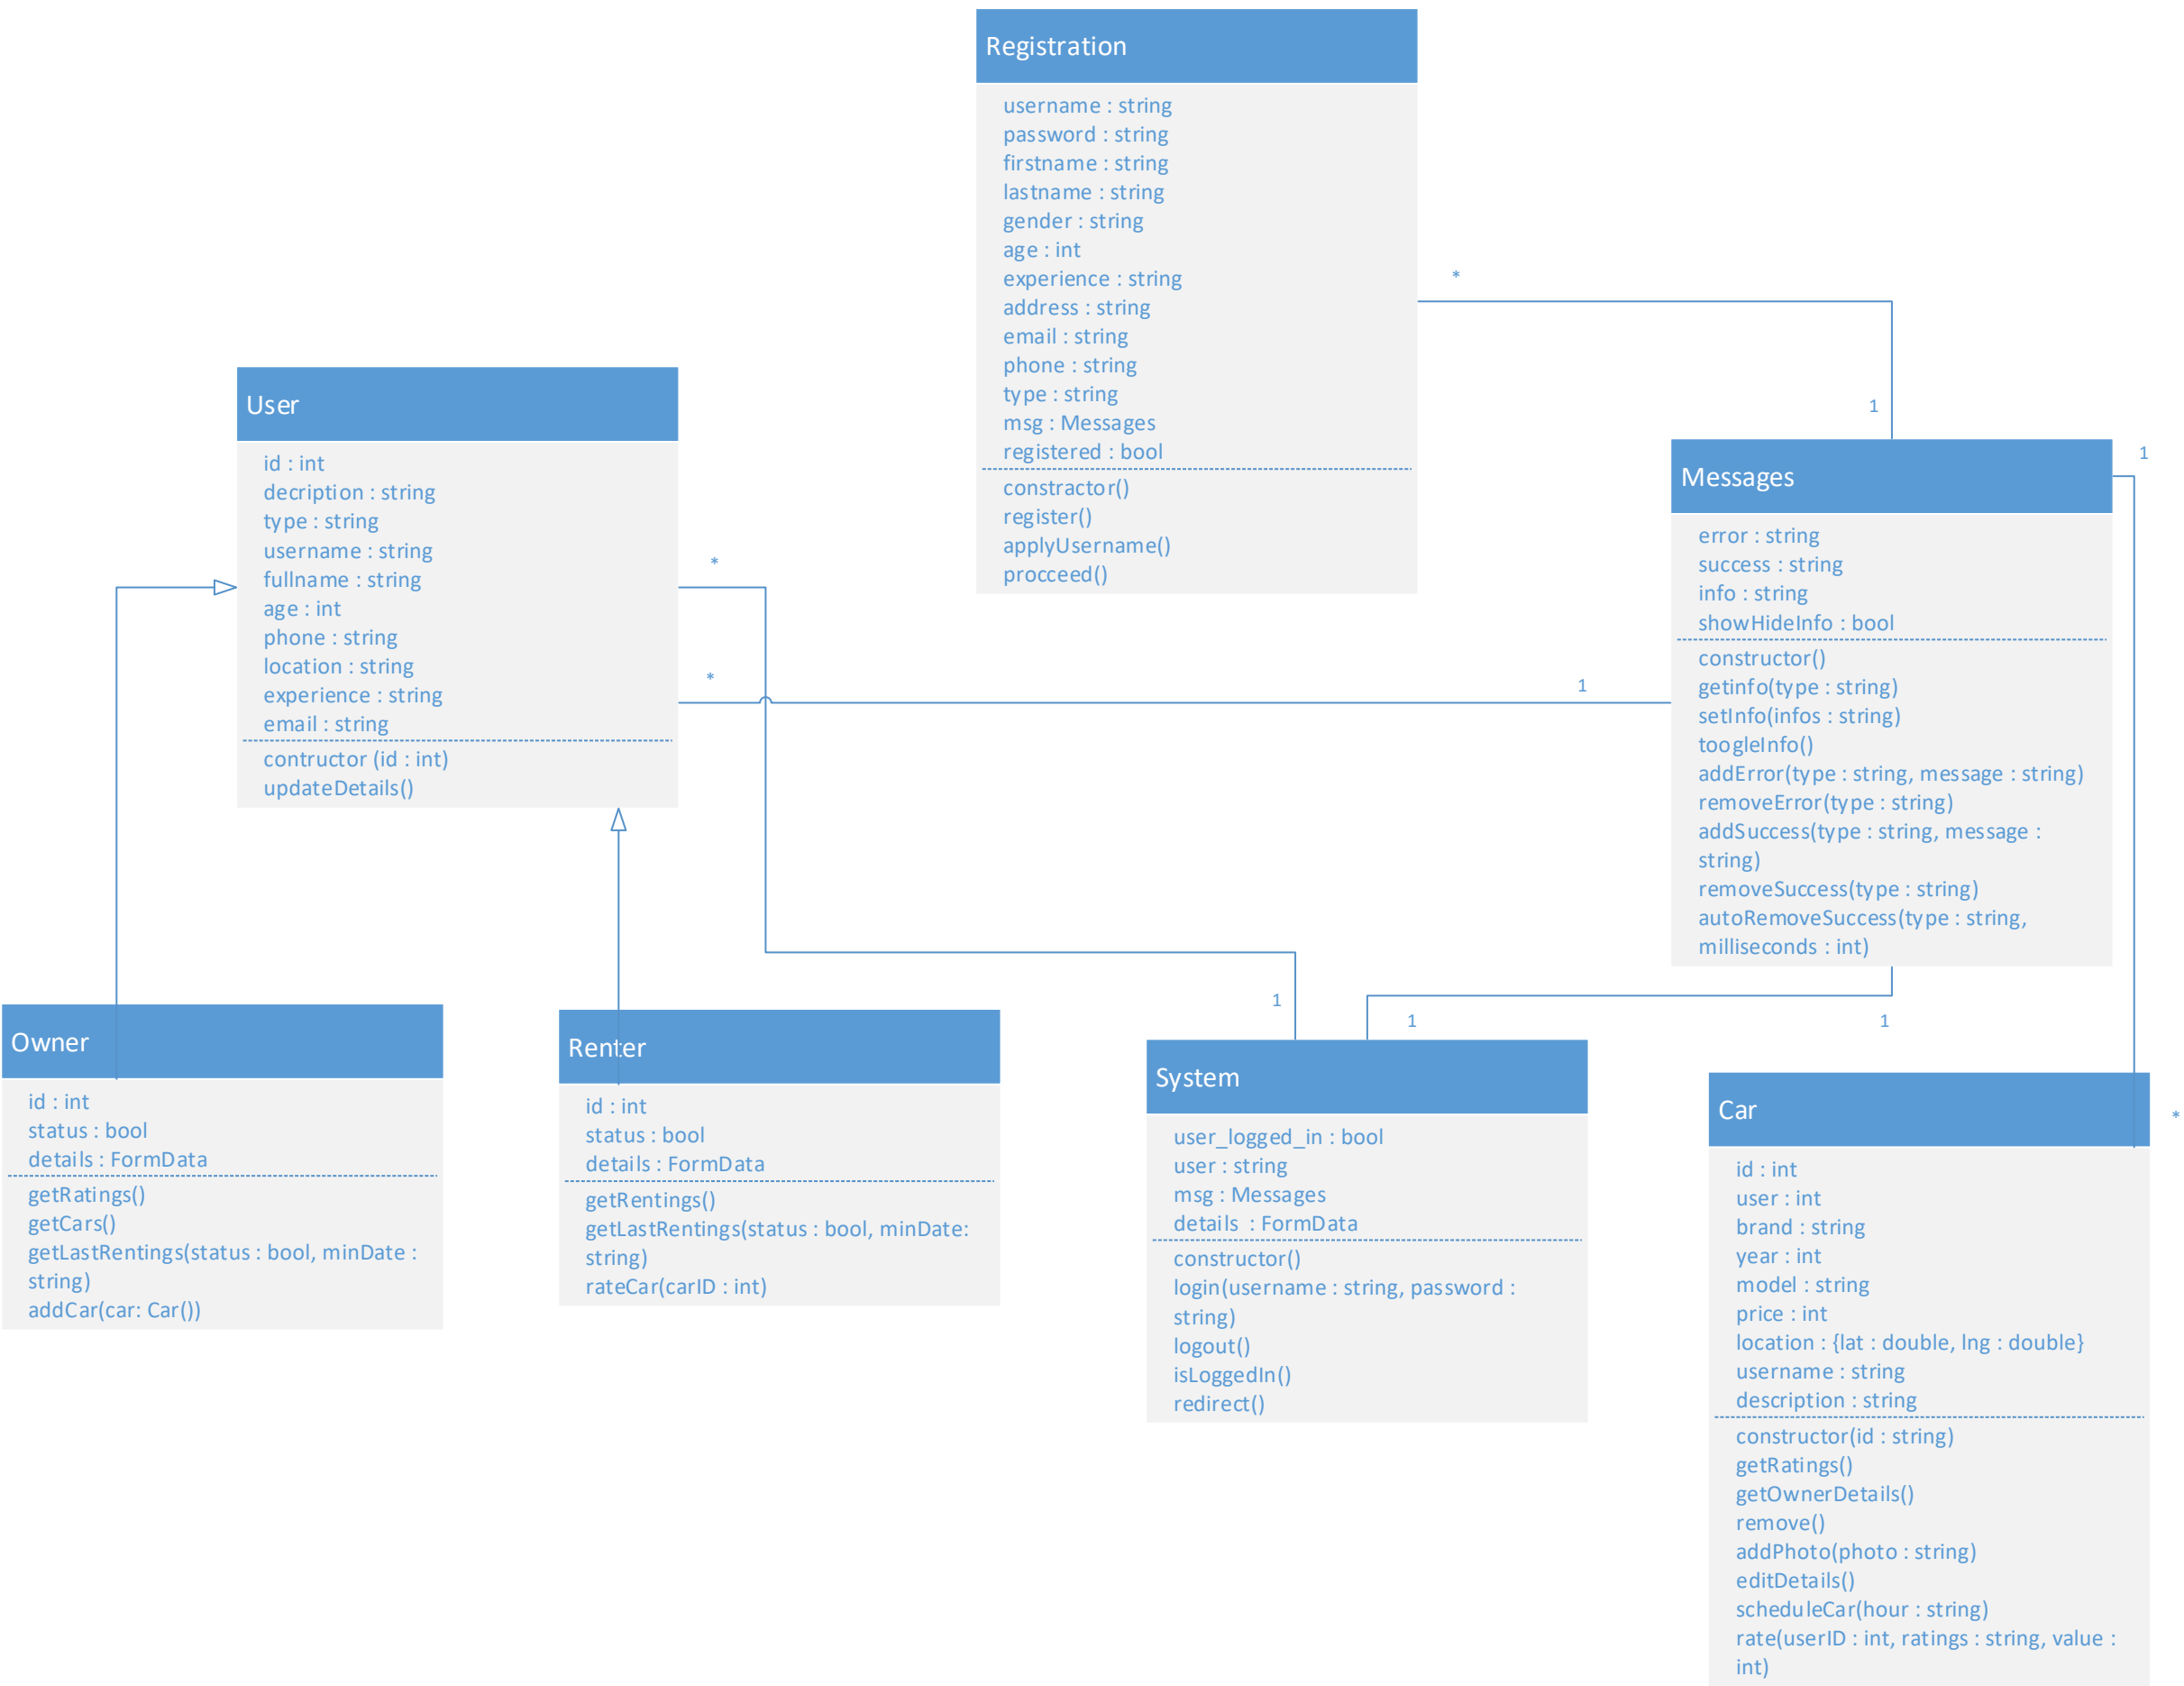 Registration
username : string
password : string
firstname : string
lastname : string
gender : string
age : int
experience : string
address : string
email : string
phone : string
type : string
msg : Messages
registered : bool
constractor()
register()
applyUsername()
procceed()
*
1
User
id : int
decription : string
type : string
username : string
fullname : string
age : int
phone : string
location : string
experience : string
email : string
contructor (id : int)
updateDetails()
*
*
1
1
Messages
error : string
success : string
info : string
showHideInfo : bool
constructor()
getinfo(type : string)
setInfo(infos : string)
toogleInfo()
addError(type : string, message : string)
removeError(type : string)
addSuccess(type : string, message :
string)
removeSuccess(type : string)
autoRemoveSuccess(type : string,
milliseconds : int)
1
1
1
*
Owner
id : int
status : bool
details : FormData
getRatings()
getCars()
getLastRentings(status : bool, minDate :
string)
addCar(car: Car())
Renter
id : int
status : bool
details : FormData
getRentings()
getLastRentings(status : bool, minDate:
string)
rateCar(carID : int)
System
user_logged_in : bool
user : string
msg : Messages
details  : FormData
constructor()
login(username : string, password :
string)
logout()
isLoggedIn()
redirect()
Car
id : int
user : int
brand : string
year : int
model : string
price : int
location : {lat : double, lng : double}
username : string
description : string
constructor(id : string)
getRatings()
getOwnerDetails()
remove()
addPhoto(photo : string)
editDetails()
scheduleCar(hour : string)
rate(userID : int, ratings : string, value :
int)